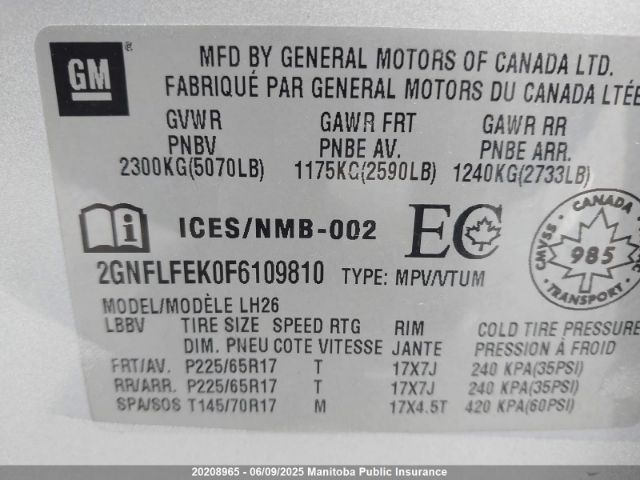 GM ®
MFD BY GENERAL MOTORS OF CANADA LTD.
FABRIQUÉ PAR GENERAL MOTORS DU CANADA LTÉE
GVWR GAWR FRT GAWR RR
PNBV PNBE AV. PNBE ARR.
2300KG(5070LB) 1175KG(2590LB) 1240KG(2733LB)
ICES/NMB-002 EC
CANADA
CMVSS 985 NSVAC
TRANSPORT
2GNFLFEK0F6109810 TYPE: MPV/VTUM
MODEL/MODÈLE LH26
LBBV TIRE SIZE SPEED RTG RIM COLD TIRE PRESSURE
DIM. PNEU COTE VITESSE JANTE PRESSION À FROID
FRT/AV. P225/65R17 T 17X7J 240 KPA(35PSI)
RR/ARR. P225/65R17 T 17X7J 240 KPA(35PSI)
SPA/SOS T145/70R17 M 17X4.5T 420 KPA(60PSI)
20208965 - 06/09/2025 Manitoba Public Insurance